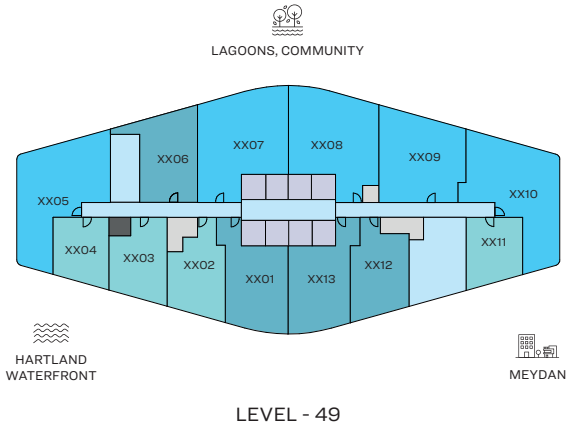 LAGOONS, COMMUNITY
XX07
XX08
XX06
XX09
XX05
XX10
XX04
XX03
XX02
XX01
XX13
XX12
XX11
HARTLAND
WATERFRONT
MEYDAN
LEVEL - 49